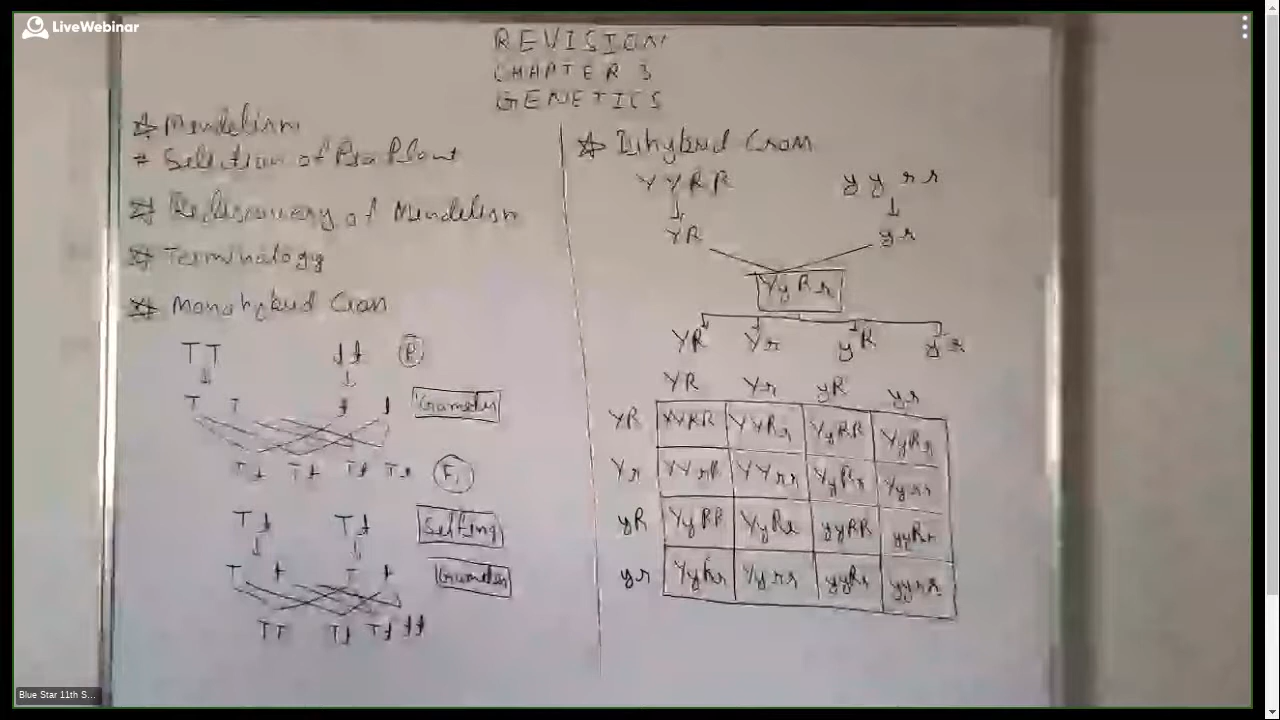 LiveWebinar
REVISION
CHAPTER 3
GENETICS
Mendelism
Selection of Pea Plant
Rediscovery of Mendelism
Terminology
Monohybrid Cross
TT tt P
T T t t Gametes
Tt Tt Tt Tt F1
Tt Tt Selfing
T t T t Gametes
TT Tt Tt tt
Dihybrid Cross
YYRR yyrr
YR yr
YyRr
YR Yr yR yr
YR Yr yR yr
YR YYRR YYRr YyRR YyRr
Yr YYrR YYrr YyRr Yyrr
yR YyRR YyRr yyRR yyRr
yr YyRr Yyrr yyRr yyrr
Blue Star 11th S...